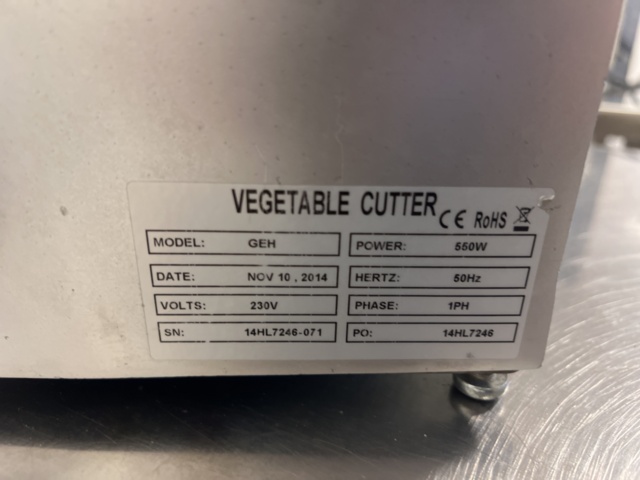 VEGETABLE CUTTER CE RoHS
MODEL: GEH POWER: 550W
DATE: NOV 10 , 2014 HERTZ: 50Hz
VOLTS: 230V PHASE: 1PH
SN: 14HL7246-071 PO: 14HL7246